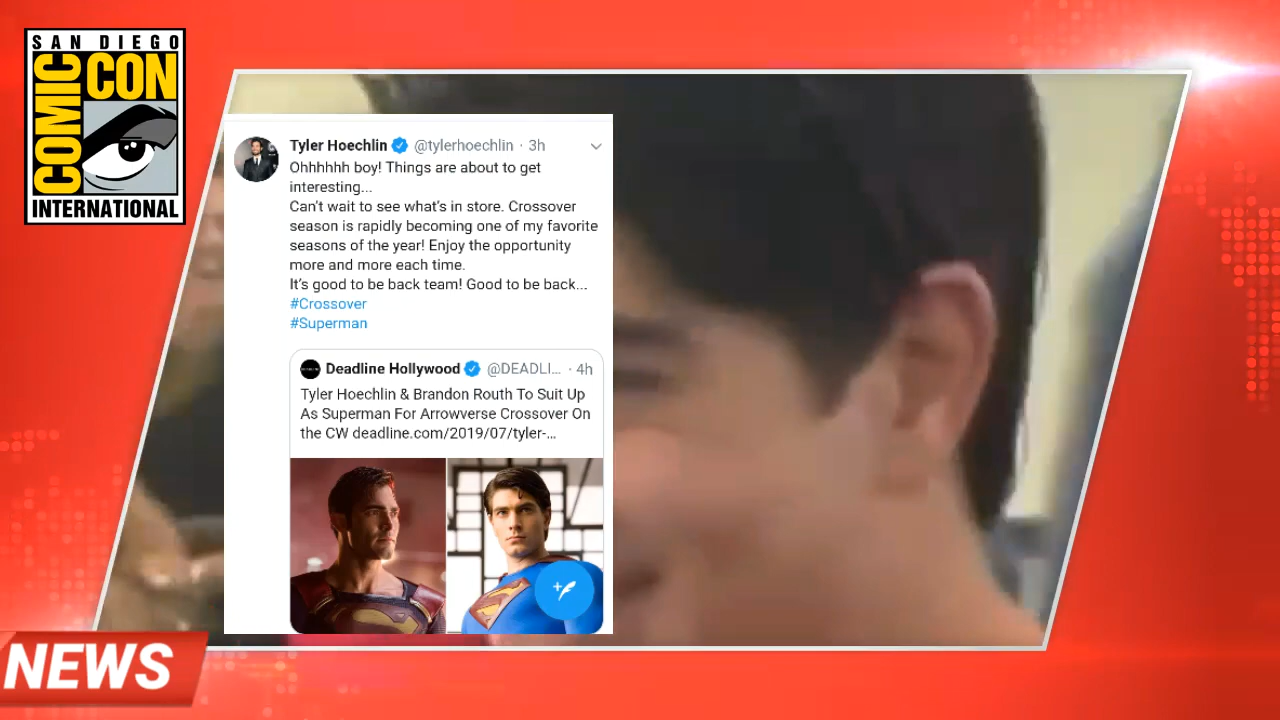 SAN DIEGO
COMIC
CON
INTERNATIONAL
Tyler Hoechlin @tylerhoechlin · 3h
Ohhhhhh boy! Things are about to get
interesting...
Can't wait to see what's in store. Crossover
season is rapidly becoming one of my favorite
seasons of the year! Enjoy the opportunity
more and more each time.
It's good to be back team! Good to be back...
#Crossover
#Superman
Deadline Hollywood @DEADLI... · 4h
Tyler Hoechlin & Brandon Routh To Suit Up
As Superman For Arrowverse Crossover On
the CW deadline.com/2019/07/tyler-...
NEWS